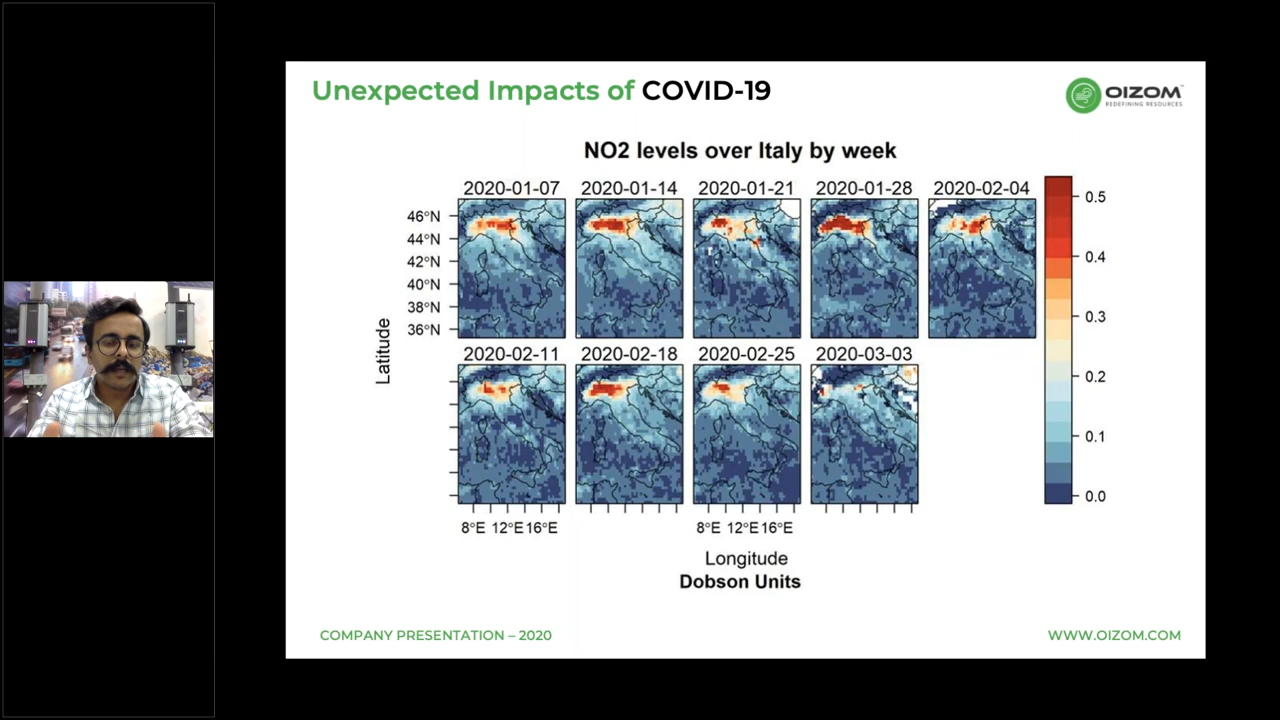 Unexpected Impacts of COVID-19
OIZOM
REDEFINING RESOURCES
NO2 levels over Italy by week
2020-01-07 2020-01-14 2020-01-21 2020-01-28 2020-02-04
46°N
44°N
42°N
40°N
38°N
36°N
Latitude
2020-02-11 2020-02-18 2020-02-25 2020-03-03
8°E 12°E 16°E 8°E 12°E 16°E
0.5
0.4
0.3
0.2
0.1
0.0
Longitude
Dobson Units
COMPANY PRESENTATION – 2020
WWW.OIZOM.COM